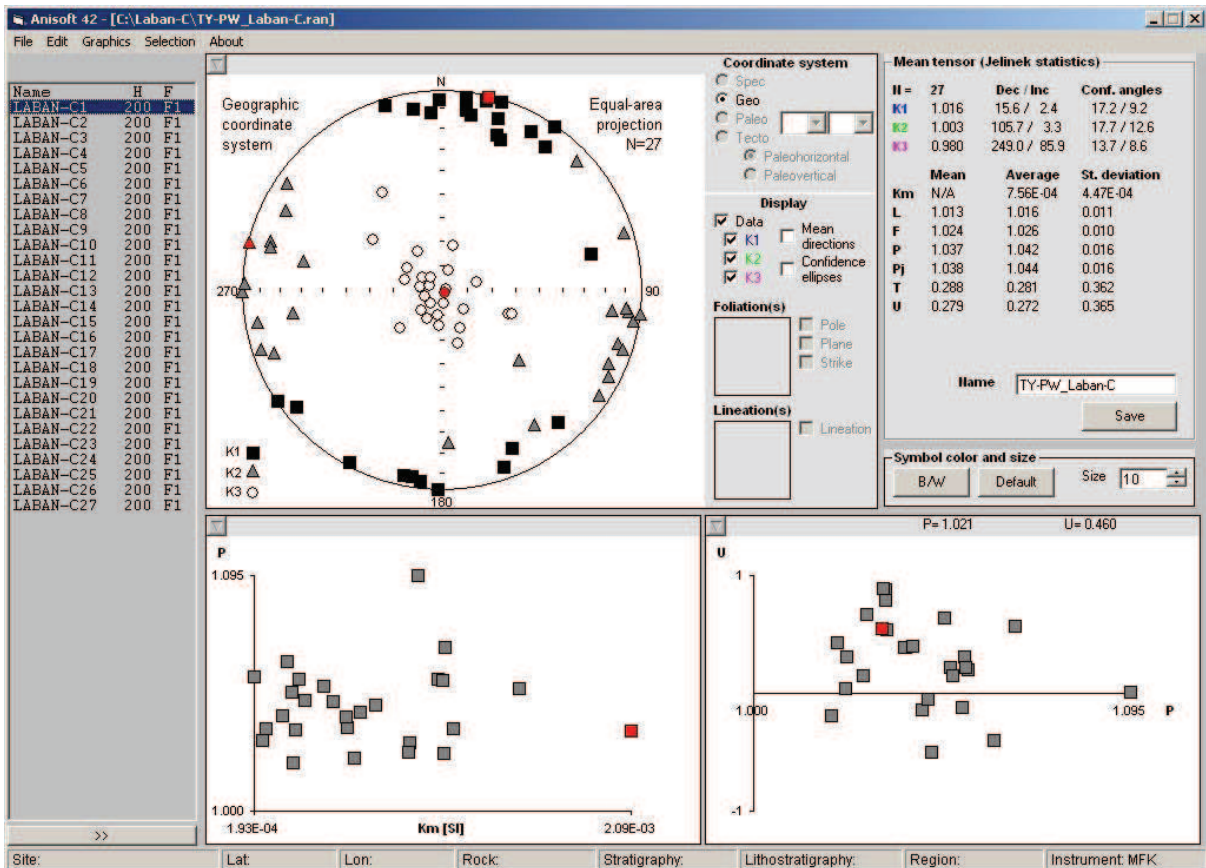 Anisoft 42 - [C:\Laban-C\TY-PW_Laban-C.ran]
File Edit Graphics Selection About
Name H F
LABAN-C1 200 F1
LABAN-C2 200 F1
LABAN-C3 200 F1
LABAN-C4 200 F1
LABAN-C5 200 F1
LABAN-C6 200 F1
LABAN-C7 200 F1
LABAN-C8 200 F1
LABAN-C9 200 F1
LABAN-C10 200 F1
LABAN-C11 200 F1
LABAN-C12 200 F1
LABAN-C13 200 F1
LABAN-C14 200 F1
LABAN-C15 200 F1
LABAN-C16 200 F1
LABAN-C17 200 F1
LABAN-C18 200 F1
LABAN-C19 200 F1
LABAN-C20 200 F1
LABAN-C21 200 F1
LABAN-C22 200 F1
LABAN-C23 200 F1
LABAN-C24 200 F1
LABAN-C25 200 F1
LABAN-C26 200 F1
LABAN-C27 200 F1
>>
Geographic
coordinate
system
N
Equal-area
projection
N=27
270
90
180
K1
K2
K3
Coordinate system
Spec
Geo
Paleo
Tecto
Paleohorizontal
Paleovertical
Display
Data
K1
K2
K3
Mean
directions
Confidence
ellipses
Foliation(s)
Pole
Plane
Strike
Lineation(s)
Lineation
Mean tensor (Jelinek statistics)
N = 27 Dec / Inc Conf. angles
K1 1.016 15.6 / 2.4 17.2 / 9.2
K2 1.003 105.7 / 3.3 17.7 / 12.6
K3 0.980 249.0 / 85.9 13.7 / 8.6
Mean Average St. deviation
Km N/A 7.56E-04 4.47E-04
L 1.013 1.016 0.011
F 1.024 1.026 0.010
P 1.037 1.042 0.016
Pj 1.038 1.044 0.016
T 0.288 0.281 0.362
U 0.279 0.272 0.365
Name TY-PW_Laban-C
Save
Symbol color and size
B/W Default Size 10
P
1.095
1.000
1.93E-04 Km [SI] 2.09E-03
P= 1.021 U= 0.460
U
1
1.000 1.095 P
-1
Site: Lat: Lon: Rock: Stratigraphy: Lithostratigraphy: Region: Instrument: MFK